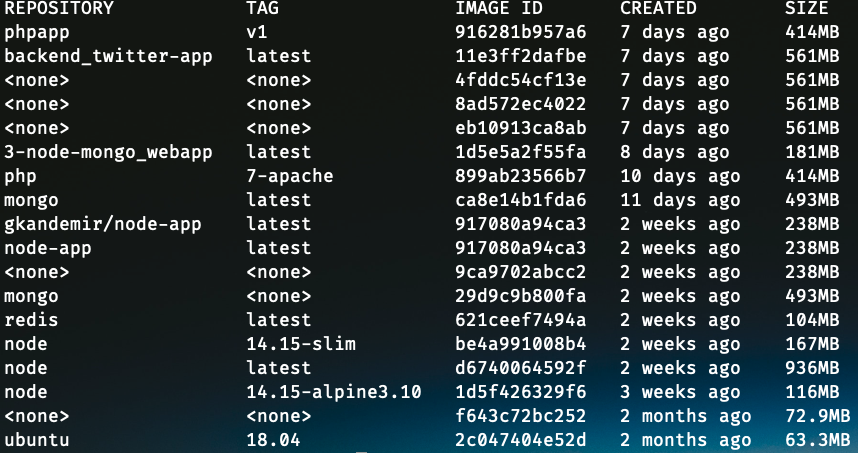 REPOSITORY TAG IMAGE ID CREATED SIZE
phpapp v1 916281b957a6 7 days ago 414MB
backend_twitter-app latest 11e3ff2dafbe 7 days ago 561MB
<none> <none> 4fddc54cf13e 7 days ago 561MB
<none> <none> 8ad572ec4022 7 days ago 561MB
<none> <none> eb10913ca8ab 7 days ago 561MB
3-node-mongo_webapp latest 1d5e5a2f55fa 8 days ago 181MB
php 7-apache 899ab23566b7 10 days ago 414MB
mongo latest ca8e14b1fda6 11 days ago 493MB
gkandemir/node-app latest 917080a94ca3 2 weeks ago 238MB
node-app latest 917080a94ca3 2 weeks ago 238MB
<none> <none> 9ca9702abcc2 2 weeks ago 238MB
mongo <none> 29d9c9b800fa 2 weeks ago 493MB
redis latest 621ceef7494a 2 weeks ago 104MB
node 14.15-slim be4a991008b4 2 weeks ago 167MB
node latest d6740064592f 2 weeks ago 936MB
node 14.15-alpine3.10 1d5f426329f6 3 weeks ago 116MB
<none> <none> f643c72bc252 2 months ago 72.9MB
ubuntu 18.04 2c047404e52d 2 months ago 63.3MB